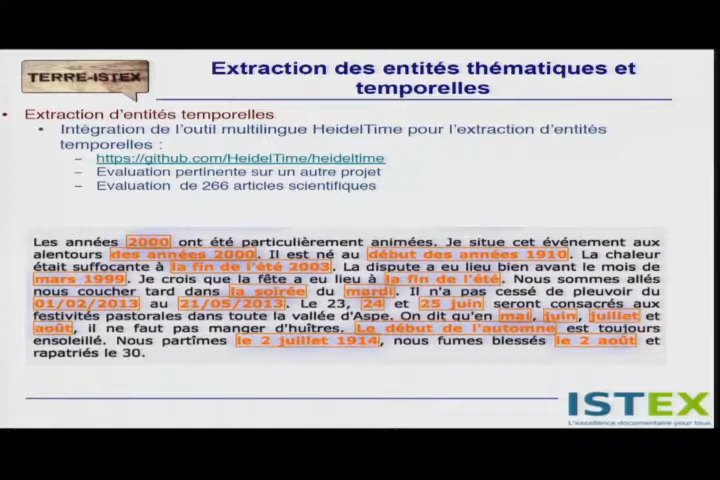 TERRE-ISTEX
Extraction des entités thématiques et
temporelles
• Extraction d'entités temporelles
• Intégration de l'outil multilingue HeidelTime pour l'extraction d'entités
temporelles :
– https://github.com/HeidelTime/heideltime
– Evaluation pertinente sur un autre projet
– Evaluation de 266 articles scientifiques
Les années 2000 ont été particulièrement animées. Je situe cet événement aux
alentours des années 2000. Il est né au début des années 1910. La chaleur
était suffocante à la fin de l'été 2003. La dispute a eu lieu bien avant le mois de
mars 1999. Je crois que la fête a eu lieu à la fin de l'été. Nous sommes allés
nous coucher tard dans la soirée du mardi. Il n'a pas cessé de pleuvoir du
01/02/2013 au 21/05/2013. Le 23, 24 et 25 juin seront consacrés aux
festivités pastorales dans toute la vallée d'Aspe. On dit qu'en mai, juin, juillet et
août, il ne faut pas manger d'huîtres. Le début de l'automne est toujours
ensoleillé. Nous partîmes le 2 juillet 1914, nous fumes blessés le 2 août et
rapatriés le 30.
ISTEX
L'excellence documentaire pour tous